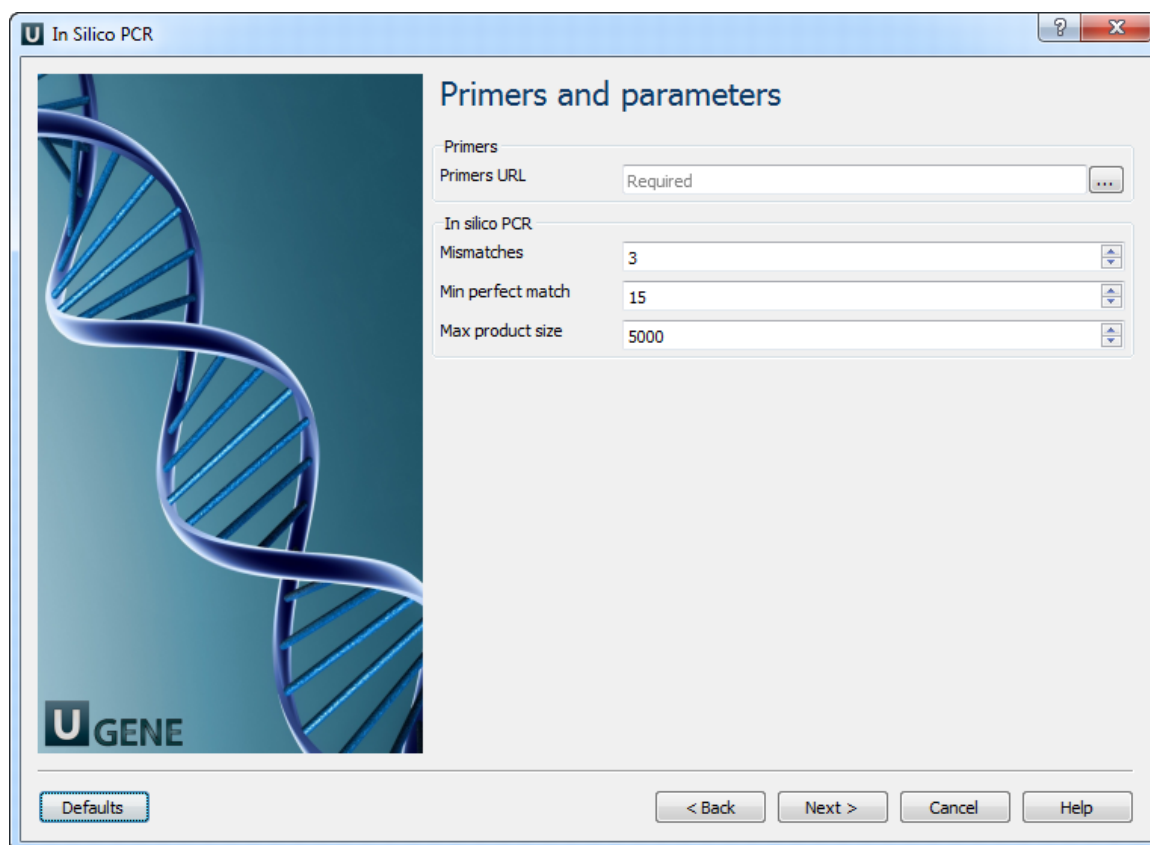 U In Silico PCR
?
X
Primers and parameters
Primers
Primers URL
Required
...
In silico PCR
Mismatches
3
Min perfect match
15
Max product size
5000
U GENE
Defaults
< Back
Next >
Cancel
Help